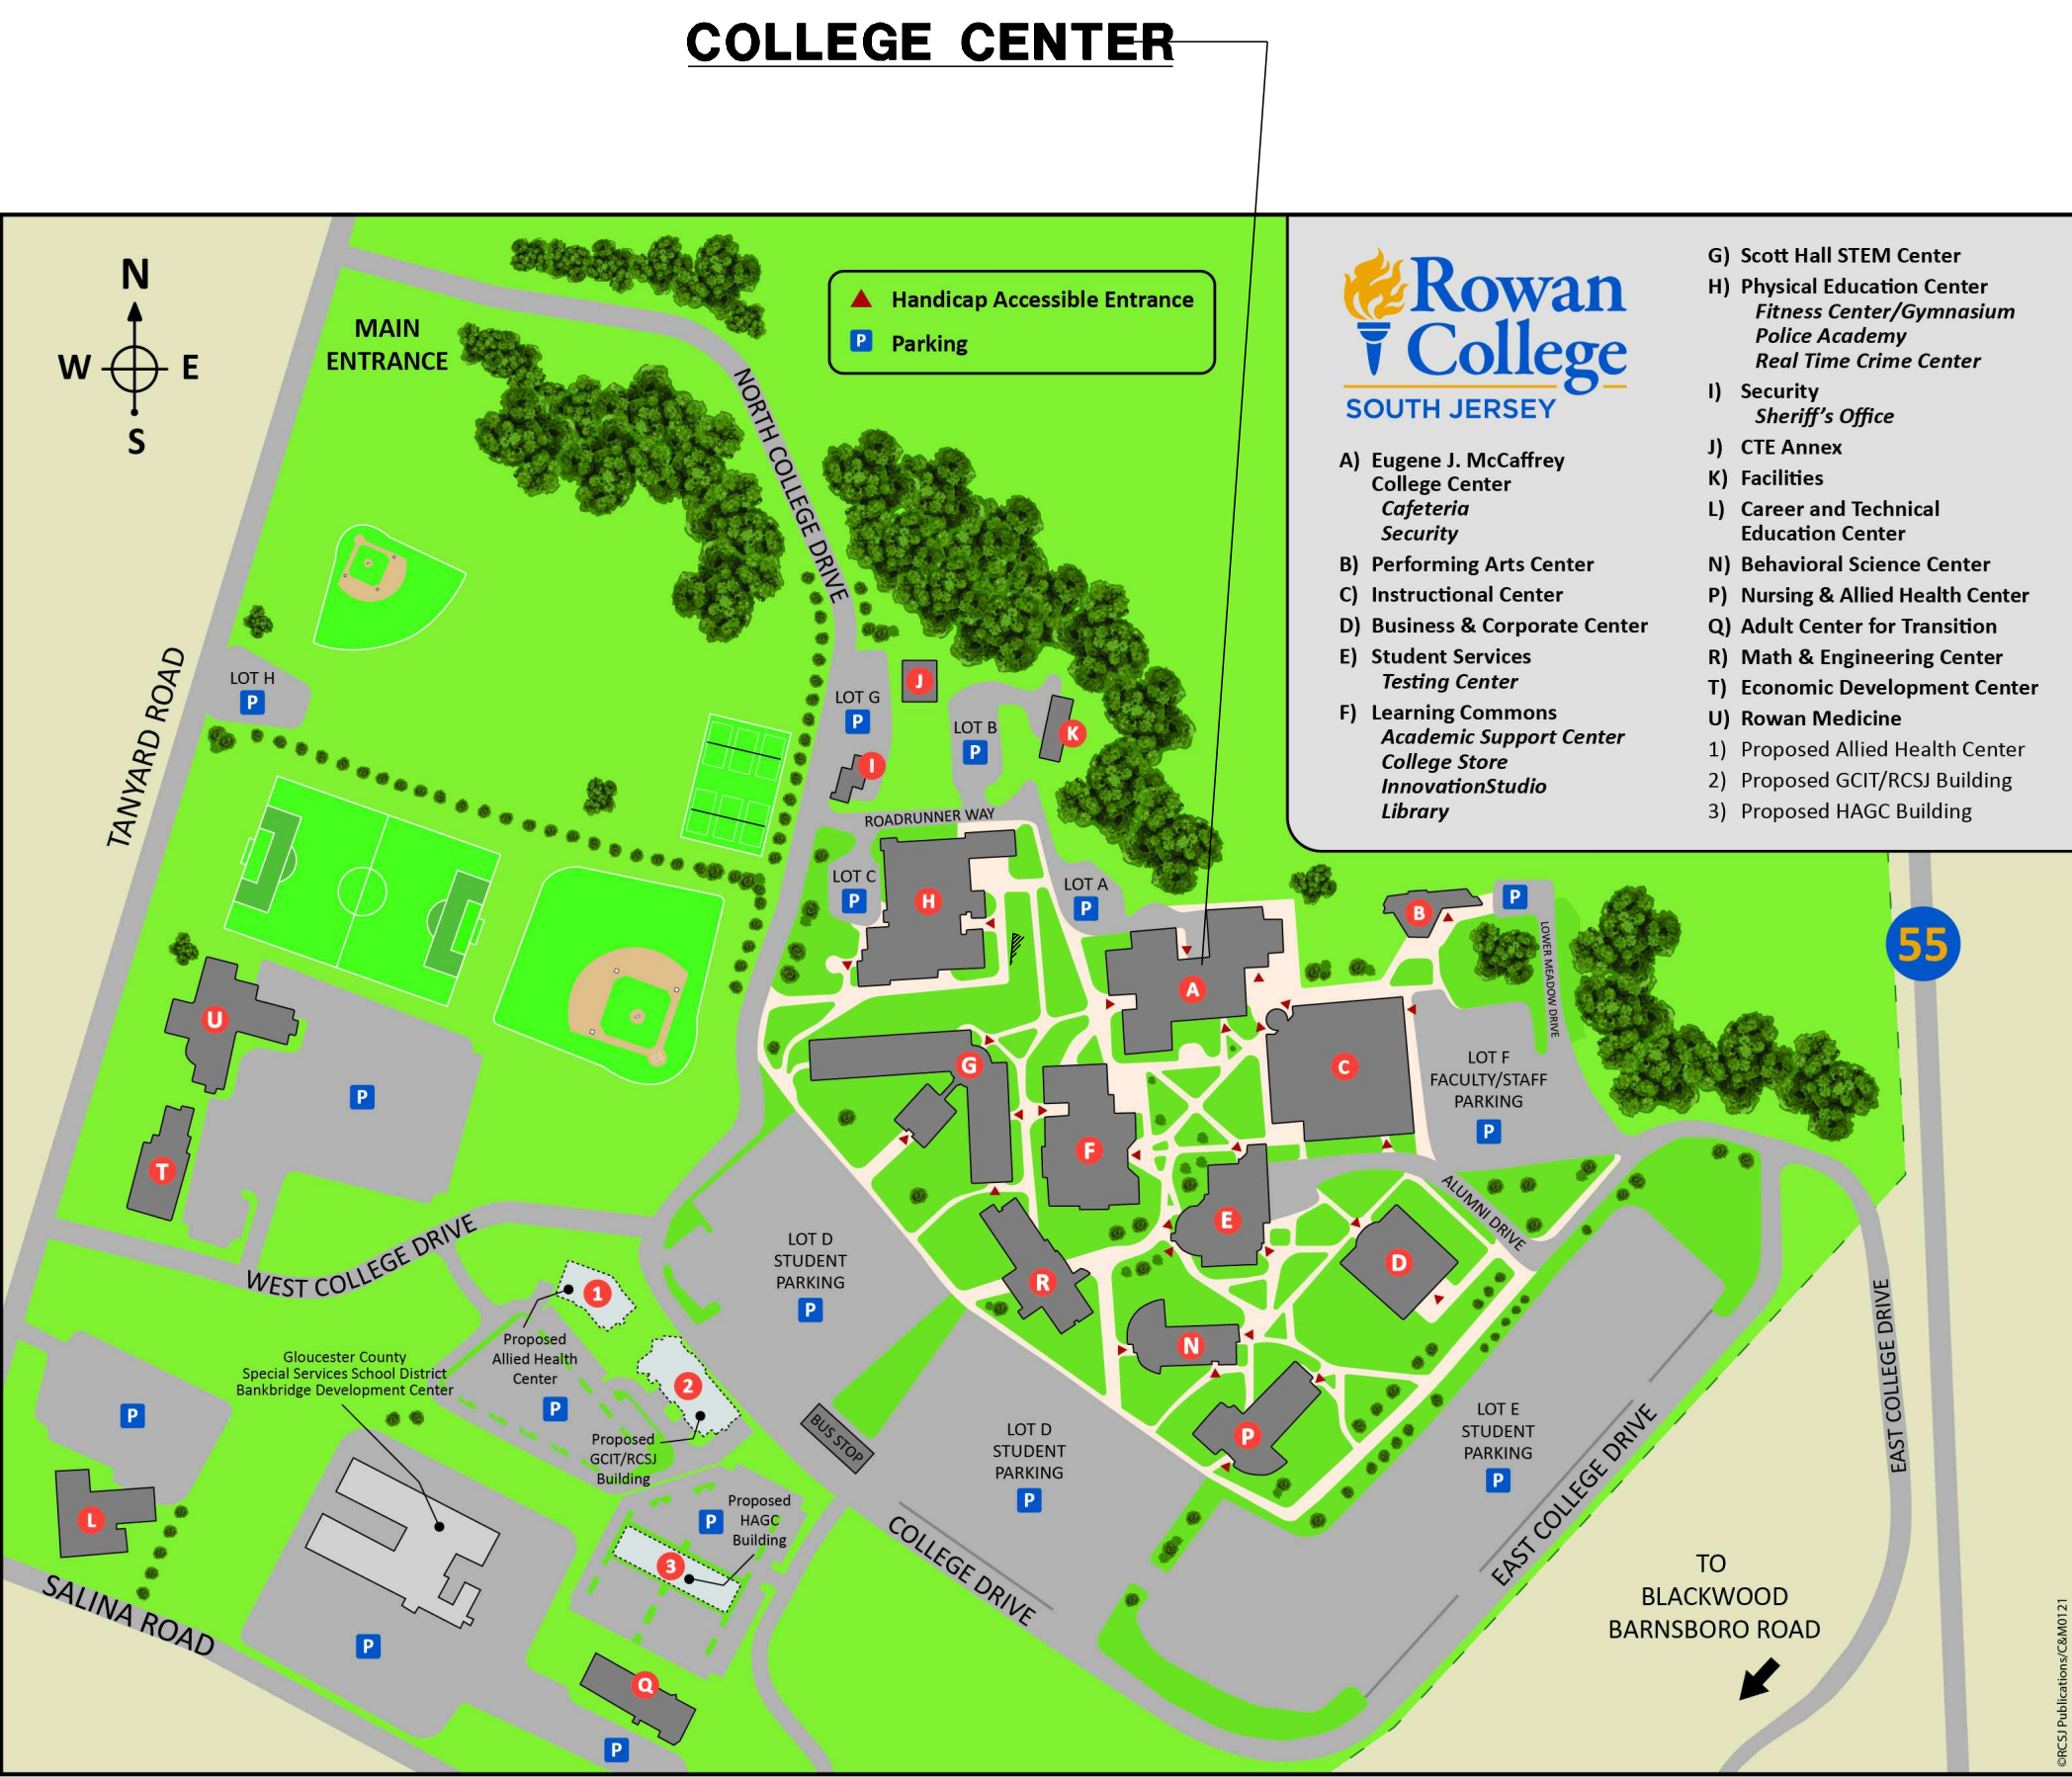 COLLEGE CENTER
N
W
E
S
MAIN
ENTRANCE
Handicap Accessible Entrance
P
Parking
Rowan
College
SOUTH JERSEY
A) Eugene J. McCaffrey
College Center
Cafeteria
Security
B) Performing Arts Center
C) Instructional Center
D) Business & Corporate Center
E) Student Services
Testing Center
F) Learning Commons
Academic Support Center
College Store
InnovationStudio
Library
G) Scott Hall STEM Center
H) Physical Education Center
Fitness Center/Gymnasium
Police Academy
Real Time Crime Center
I) Security
Sheriff's Office
J) CTE Annex
K) Facilities
L) Career and Technical
Education Center
N) Behavioral Science Center
P) Nursing & Allied Health Center
Q) Adult Center for Transition
R) Math & Engineering Center
T) Economic Development Center
U) Rowan Medicine
1) Proposed Allied Health Center
2) Proposed GCIT/RCSJ Building
3) Proposed HAGC Building
NORTH COLLEGE DRIVE
TANYARD ROAD
LOT H
P
LOT G
P
J
LOT B
P
K
I
ROADRUNNER WAY
LOT C
P
H
LOT A
P
B
P
LOWER MEADOW DRIVE
55
A
U
G
C
LOT F
FACULTY/STAFF
PARKING
P
P
F
T
E
ALUMNI DRIVE
D
WEST COLLEGE DRIVE
LOT D
STUDENT
PARKING
P
R
1
Proposed
Allied Health
Center
P
N
2
Proposed
GCIT/RCSJ
Building
Gloucester County
Special Services School District
Bankbridge Development Center
P
BUS STOP
P
LOT D
STUDENT
PARKING
P
LOT E
STUDENT
PARKING
P
EAST COLLEGE DRIVE
EAST COLLEGE DRIVE
L
P
Proposed
HAGC
Building
3
COLLEGE DRIVE
SALINA ROAD
P
Q
P
TO
BLACKWOOD
BARNSBORO ROAD
©RCSJ Publications/C&M0121